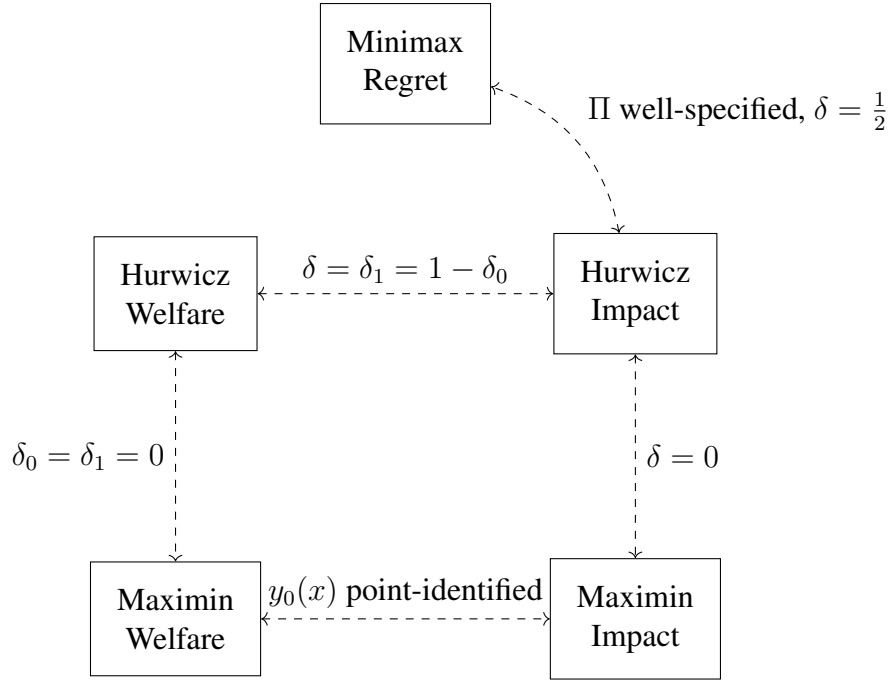 Minimax
Regret
Π well-specified, δ = 1/2
Hurwicz
Welfare
δ = δ₁ = 1 − δ₀
Hurwicz
Impact
δ₀ = δ₁ = 0
δ = 0
Maximin
Welfare
y₀(x) point-identified
Maximin
Impact